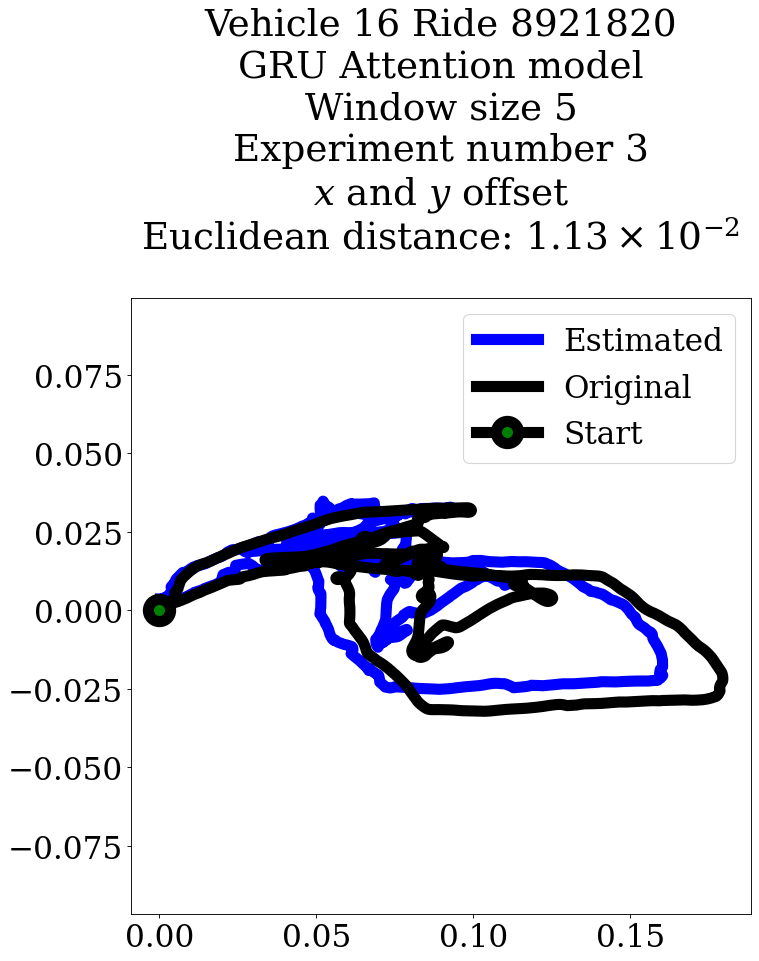 Vehicle 16 Ride 8921820
GRU Attention model
Window size 5
Experiment number 3
x and y offset
Euclidean distance: 1.13 × 10⁻²
Estimated
Original
Start
0.075
0.050
0.025
0.000
−0.025
−0.050
−0.075
0.00 0.05 0.10 0.15